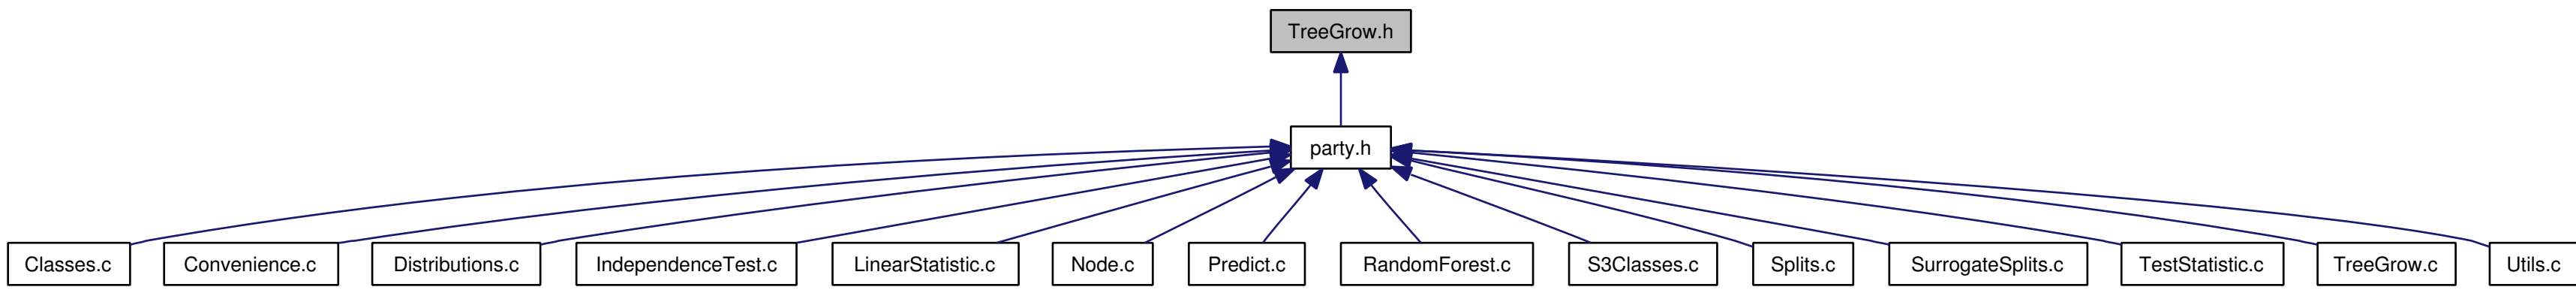 TreeGrow.h
party.h
Classes.c
Convenience.c
Distributions.c
IndependenceTest.c
LinearStatistic.c
Node.c
Predict.c
RandomForest.c
S3Classes.c
Splits.c
SurrogateSplits.c
TestStatistic.c
TreeGrow.c
Utils.c